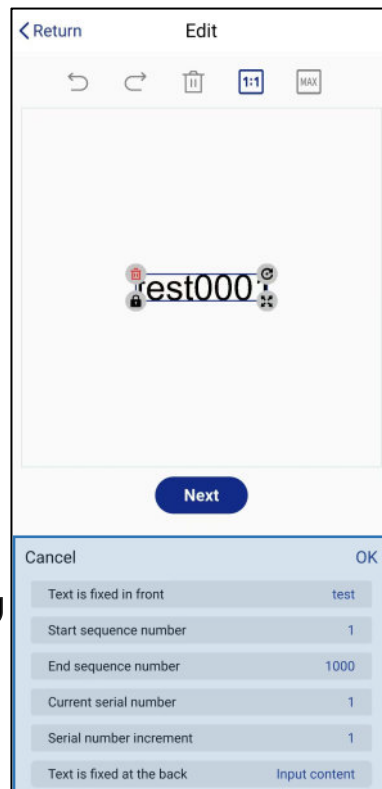 Return Edit
1:1 MAX
test0001
Next
Cancel OK
Text is fixed in front test
Start sequence number 1
End sequence number 1000
Current serial number 1
Serial number increment 1
Text is fixed at the back Input content